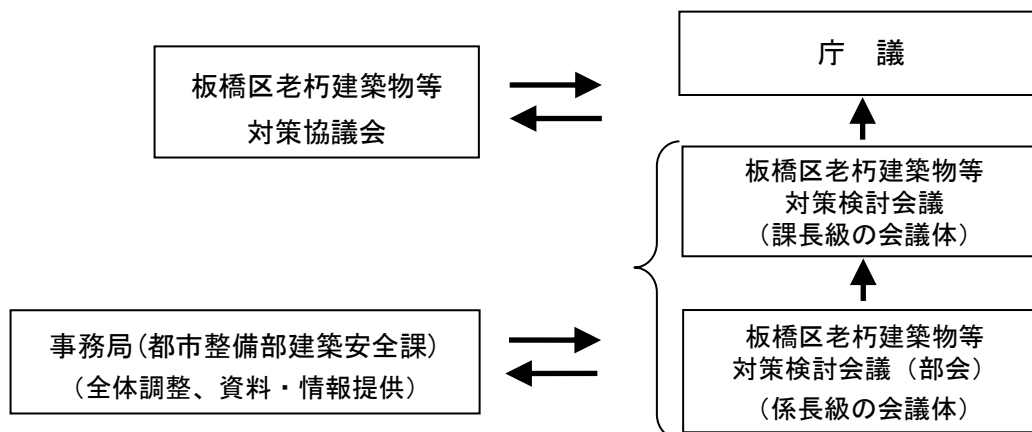 庁　議
板橋区老朽建築物等
対策協議会
板橋区老朽建築物等
対策検討会議
（課長級の会議体）
事務局（都市整備部建築安全課）
（全体調整、資料・情報提供）
板橋区老朽建築物等
対策検討会議（部会）
（係長級の会議体）